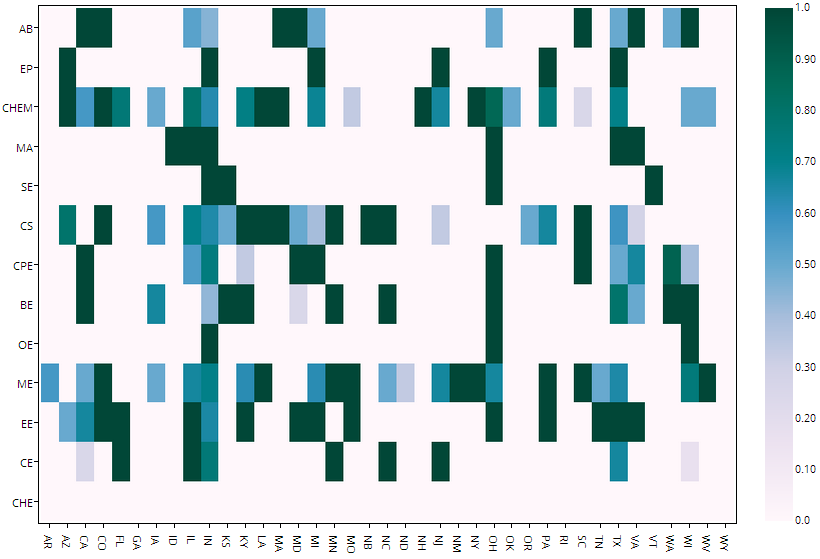 AB
EP
CHEM
MA
SE
CS
CPE
BE
OE
ME
EE
CE
CHE
AR AZ CA CO FL GA IA ID IL IN KS KY LA MA MD MI MN MO NB NC ND NH NJ NM NY OH OK OR PA RI SC TN TX VA VT WA WI WV WY
1.0
0.90
0.80
0.70
0.60
0.50
0.40
0.30
0.20
0.10
0.0